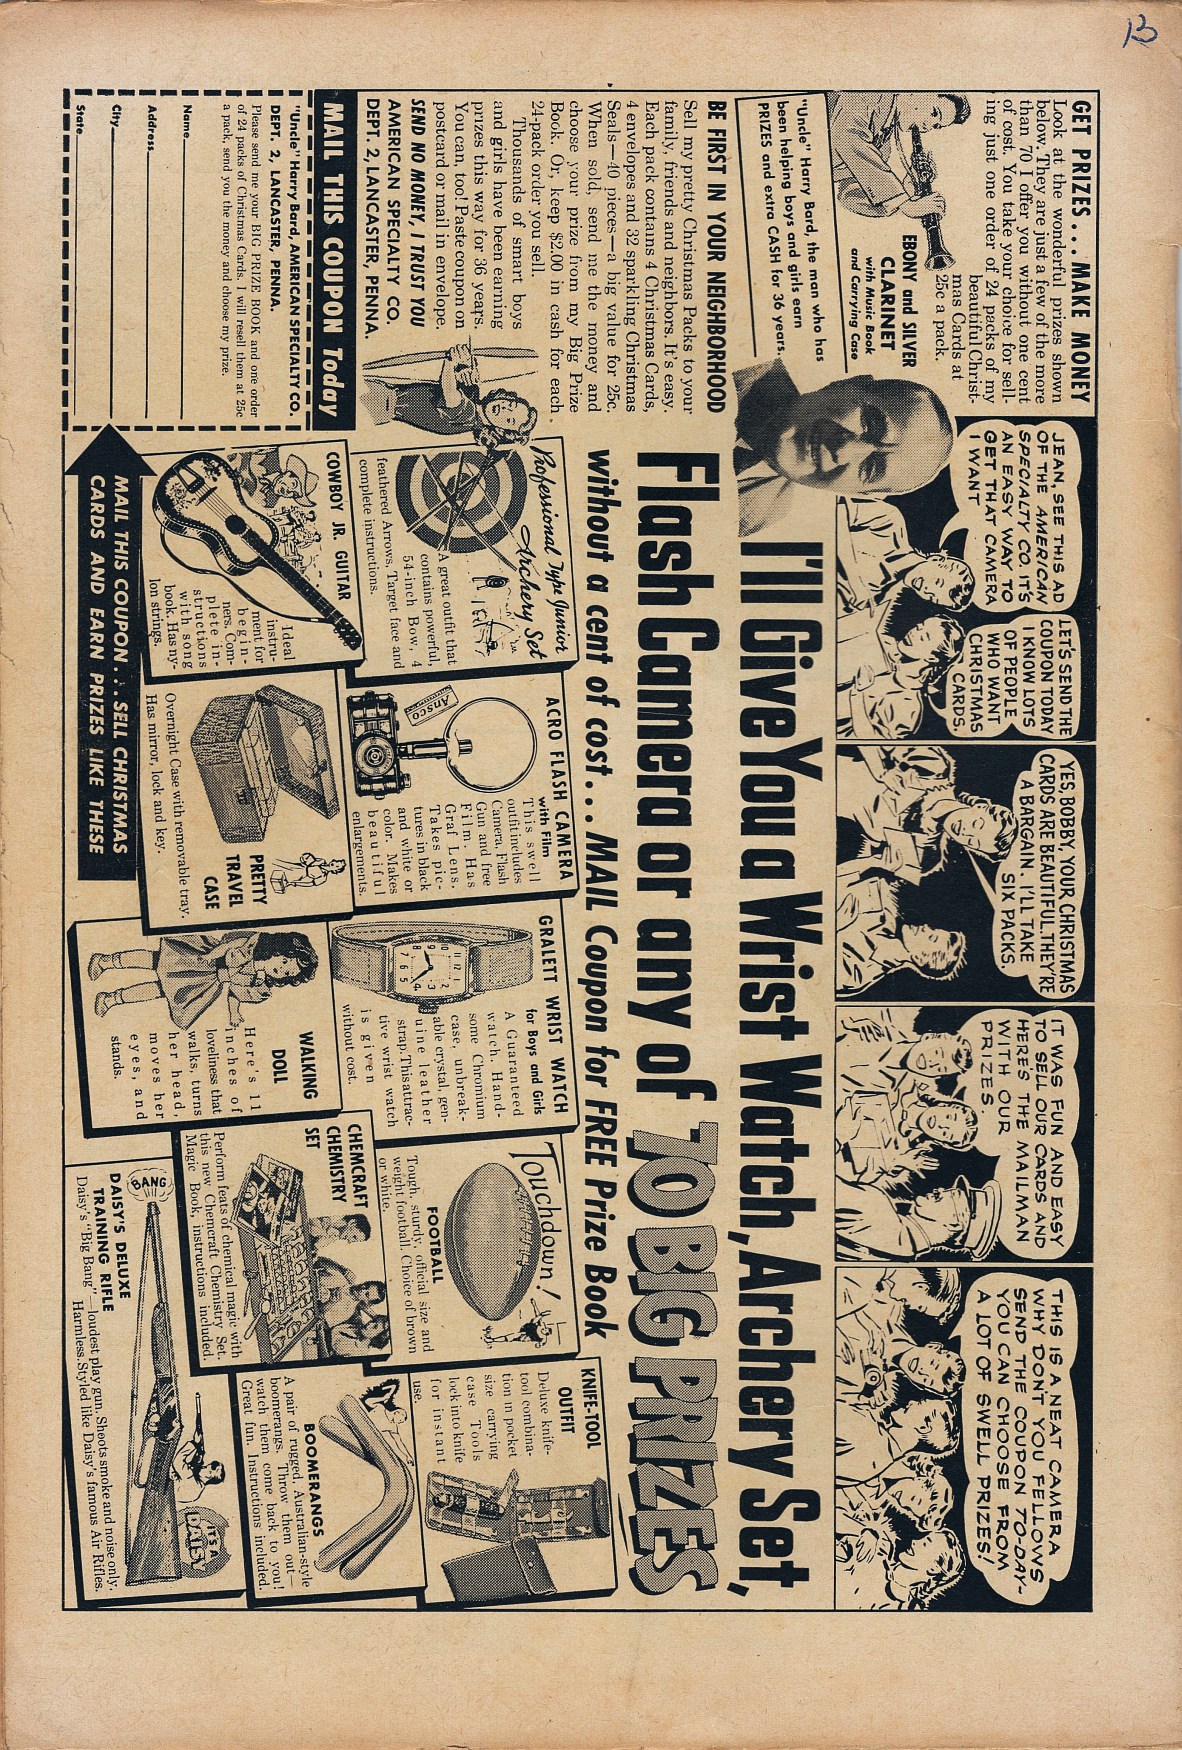 13
GET PRIZES...MAKE MONEY
Look at the wonderful prizes shown
below. They are just a few of the more
than 70 I offer you without one cent
of cost. You take your choice for sell-
ing just one order of 24 packs of my
beautiful Christ-
mas Cards at
25c a pack.
EBONY and SILVER
CLARINET
with Music Book
and Carrying Case
"Uncle" Harry Bard, the man who has
been helping boys and girls earn
PRIZES and extra CASH for 36 years
JEAN, SEE THIS AD
OF THE AMERICAN
SPECIALTY CO. IT'S
AN EASY WAY TO
GET THAT CAMERA
I WANT
LET'S SEND THE
COUPON TODAY
I KNOW LOTS
OF PEOPLE
WHO WANT
CHRISTMAS
CARDS.
YES, BOBBY, YOUR CHRISTMAS
CARDS ARE BEAUTIFUL. THEY'RE
A BARGAIN. I'LL TAKE
SIX PACKS
IT WAS FUN AND EASY
TO SELL OUR CARDS AND
HERE'S THE MAILMAN
WITH OUR
PRIZES.
THIS IS A NEAT CAMERA
WHY DON'T YOU FELLOWS
SEND THE COUPON TO-DAY-
YOU CAN CHOOSE FROM
A LOT OF SWELL PRIZES!
I'll Give You a Wrist Watch, Archery Set,
Flash Camera or any of 70 BIG PRIZES
without a cent of cost...MAIL Coupon for FREE Prize Book
BE FIRST IN YOUR NEIGHBORHOOD
Sell my pretty Christmas Packs to your
family, friends and neighbors. It's easy.
Each pack contains 4 Christmas Cards,
4 envelopes and 32 sparkling Christmas
Seals—40 pieces—a big value for 25c.
When sold, send me the money and
choose your prize from my Big Prize
Book. Or, keep $2.00 in cash for each
24-pack order you sell.
Thousands of smart boys
and girls have been earning
prizes this way for 36 years.
You can, too! Paste coupon on
postcard or mail in envelope.
SEND NO MONEY, I TRUST YOU
AMERICAN SPECIALTY CO.
DEPT. 2, LANCASTER, PENNA.
MAIL THIS COUPON Today
"Uncle" Harry Bard, AMERICAN SPECIALTY CO.
DEPT. 2, LANCASTER, PENNA.
Please send me your BIG PRIZE BOOK and one order
of 24 packs of Christmas Cards. I will resell them at 25c
a pack, send you the money and choose my prize.
Name
Address
City
State
Professional Type Junior
Archery Set
A great outfit that
contains powerful,
54-inch Bow, 4
feathered Arrows, Target face and
complete instructions.
ACRO FLASH CAMERA
with Film
This swell
outfit includes
Camera, Flash
Gun and free
Film. Has
Graf Lens.
Takes pic-
tures in black
and white or
color. Makes
beautiful
enlargements.
Ansco
GRALETT WRIST WATCH
for Boys and Girls
A Guaranteed
watch. Hand-
some Chromium
case, unbreak-
able crystal, gen-
uine leather
strap. This attrac-
tive wrist watch
is given
without cost.
Touchdown!
FOOTBALL
Tough, sturdy, official size and
weight football. Choice of brown
or white.
KNIFE-TOOL
OUTFIT
Deluxe knife-
tool combina-
tion in pocket
size carrying
case Tools
lock into knife
for instant
use.
COWBOY JR. GUITAR
Ideal
instru-
ment for
begin-
ners. Com-
plete in-
structions
with song
book. Has ny-
lon strings.
PRETTY
TRAVEL
CASE
Overnight Case with removable tray.
Has mirror, lock and key.
WALKING
DOLL
Here's 11
inches of
loveliness that
walks, turns
her head,
moves her
eyes, and
stands.
CHEMCRAFT
CHEMISTRY
SET
Perform feats of chemical magic with
this new Chemcraft Chemistry Set.
Magic Book, instructions included.
BOOMERANGS
A pair of rugged, Australian-style
boomerangs. Throw them out—
watch them come back to you!
Great fun. Instructions included.
MAIL THIS COUPON...SELL CHRISTMAS
CARDS AND EARN PRIZES LIKE THESE
BANG
DAISY'S DELUXE
TRAINING RIFLE
Daisy's "Big Bang"—loudest play gun. Shoots smoke and noise only.
Harmless. Styled like Daisy's famous Air Rifles.
IT'S A
DAISY